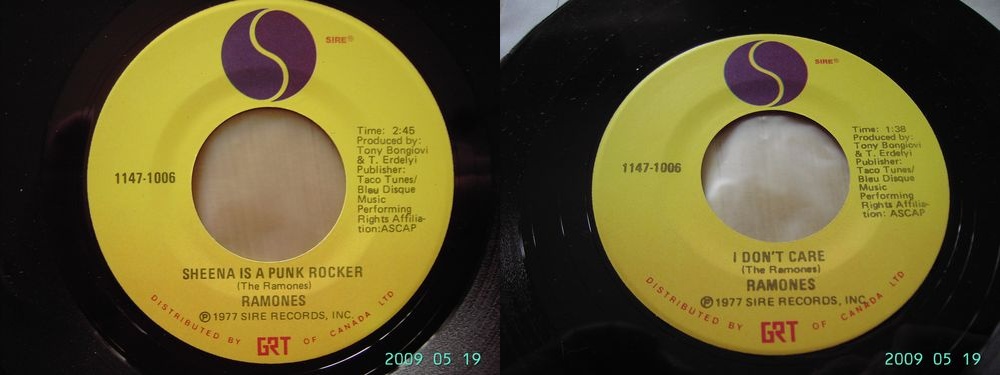 SIRE®
Time: 2:45
Produced by:
Tony Bongiovi
& T. Erdelyi
Publisher:
Taco Tunes/
Bleu Disque
Music
Performing
Rights Affilia-
tion:ASCAP
1147-1006
SHEENA IS A PUNK ROCKER
(The Ramones)
RAMONES
℗1977 SIRE RECORDS, INC.
DISTRIBUTED BY GRT OF CANADA LTD
2009 05 19
SIRE®
Time: 1:38
Produced by:
Tony Bongiovi
& T. Erdelyi
Publisher:
Taco Tunes/
Bleu Disque
Music
Performing
Rights Affilia-
tion: ASCAP
1147-1006
I DON'T CARE
(The Ramones)
RAMONES
℗1977 SIRE RECORDS, INC.
DISTRIBUTED BY GRT OF CANADA LTD
2009 05 19